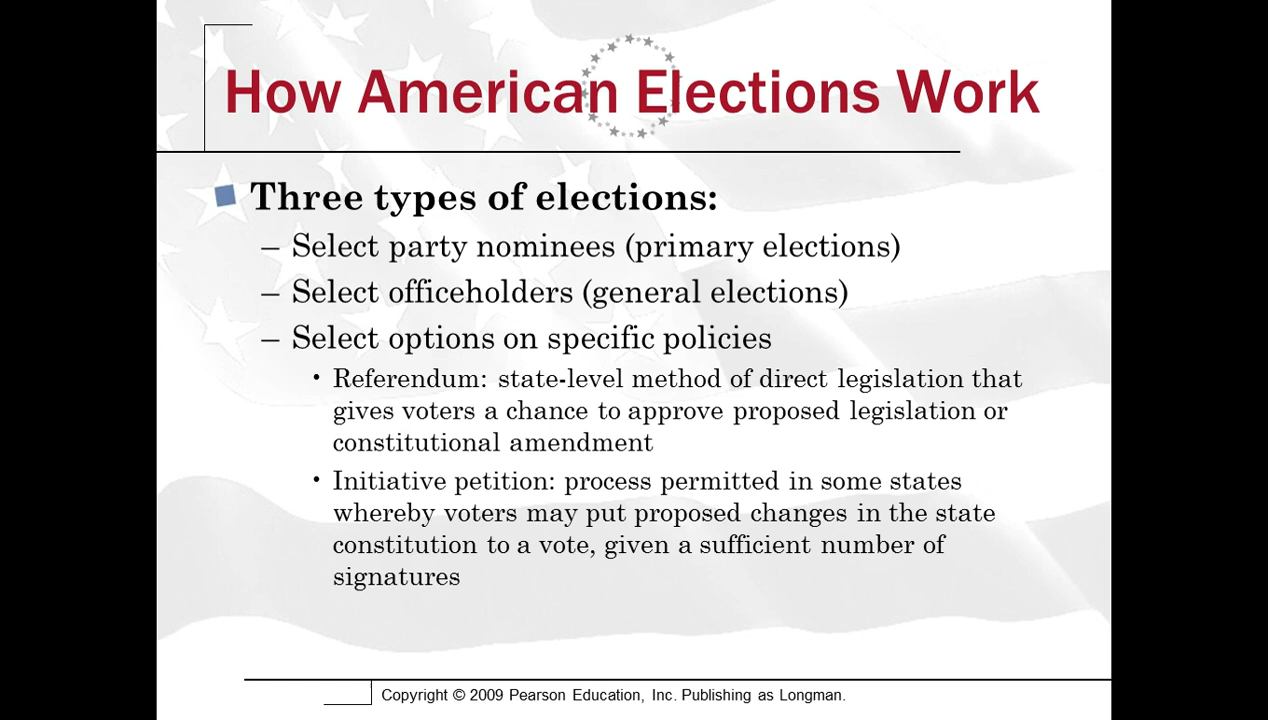 How American Elections Work
Three types of elections:
– Select party nominees (primary elections)
– Select officeholders (general elections)
– Select options on specific policies
• Referendum: state-level method of direct legislation that
gives voters a chance to approve proposed legislation or
constitutional amendment
• Initiative petition: process permitted in some states
whereby voters may put proposed changes in the state
constitution to a vote, given a sufficient number of
signatures
Copyright © 2009 Pearson Education, Inc. Publishing as Longman.